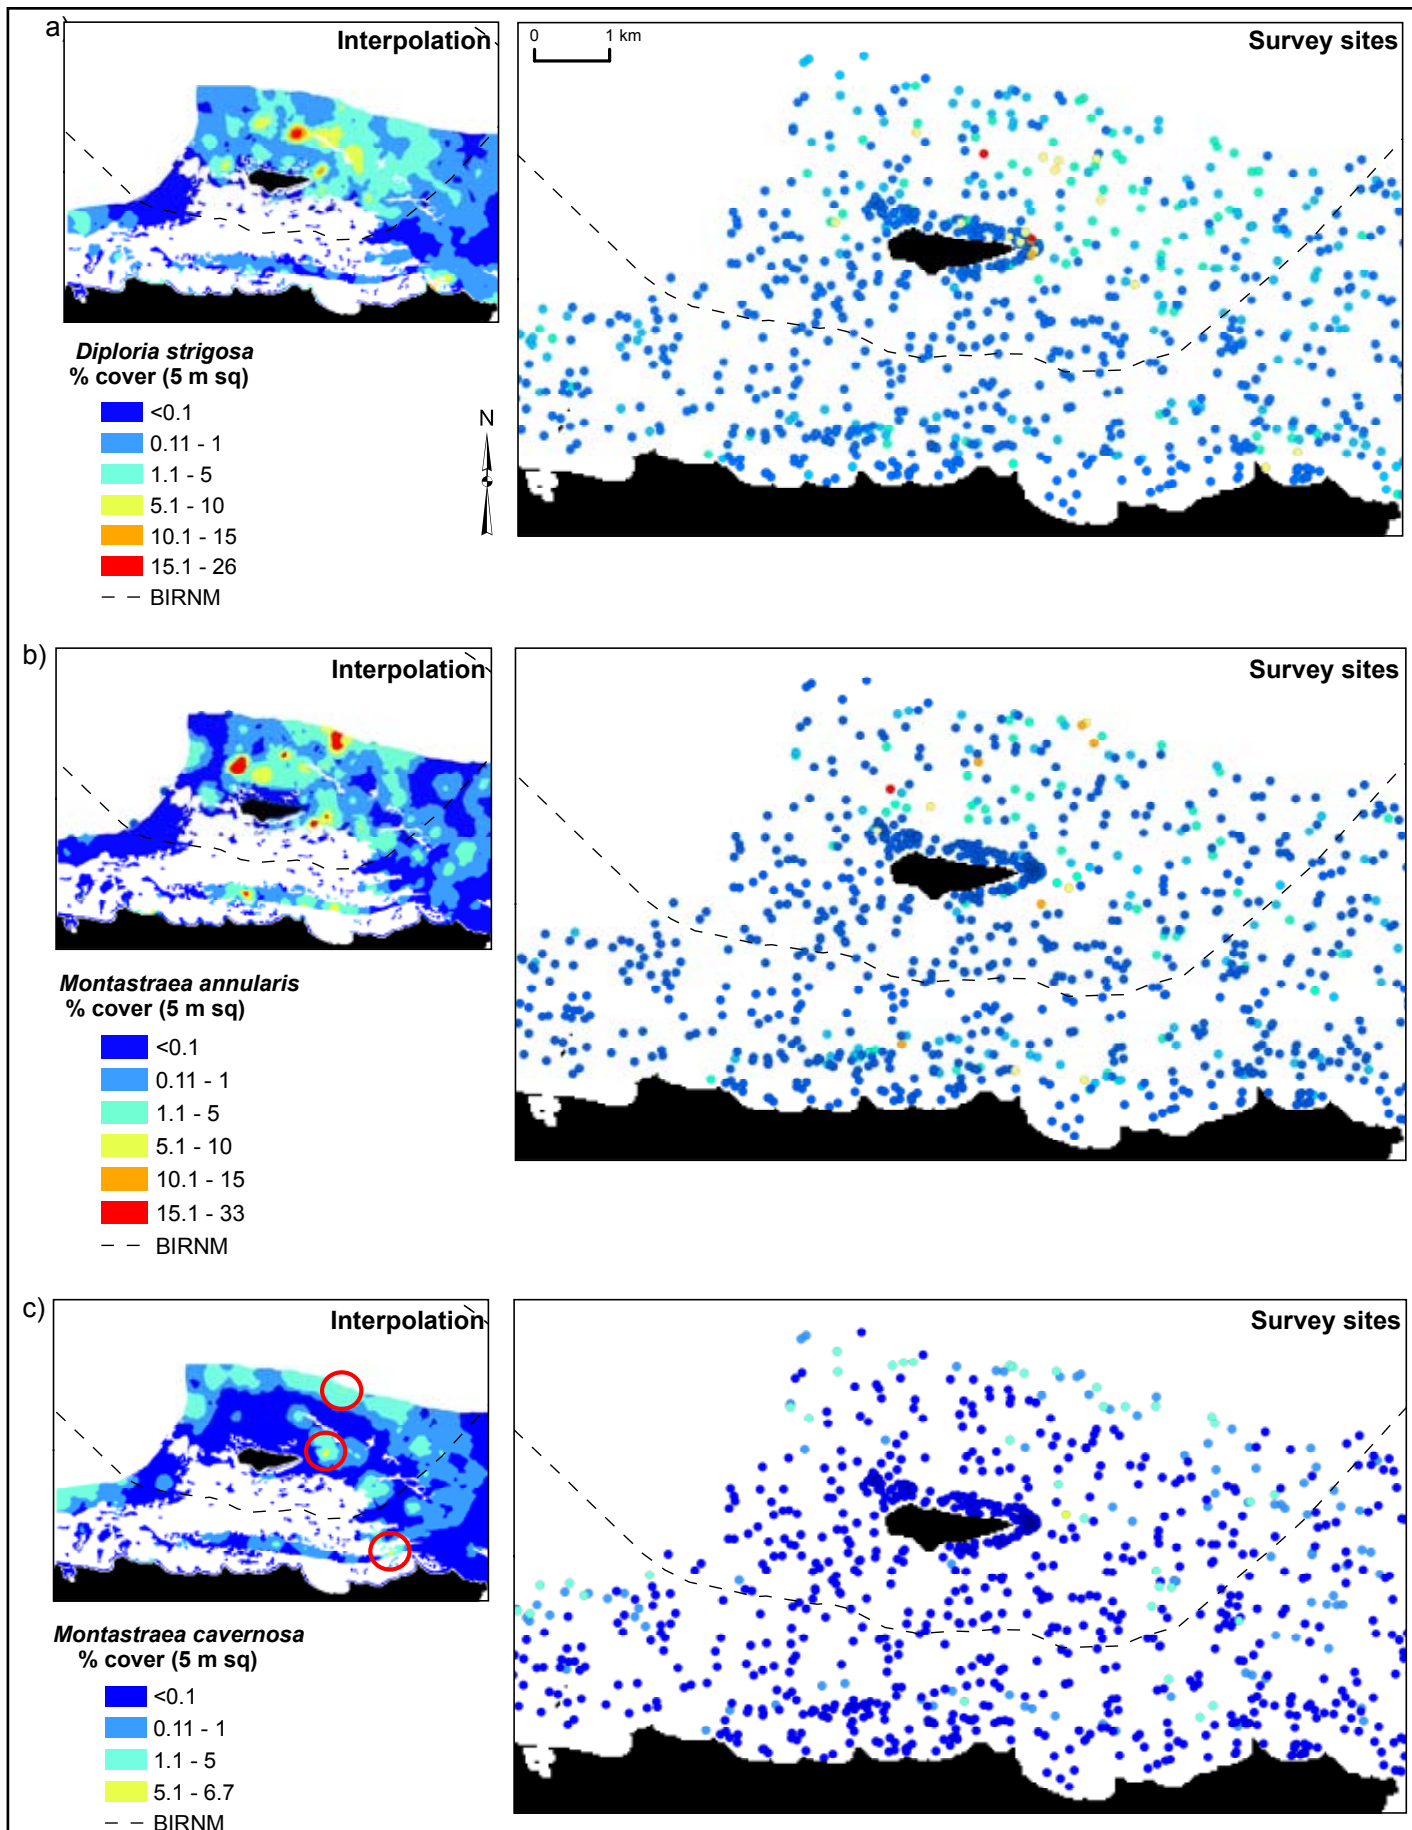 a)
Interpolation
0 1 km
Survey sites
Diploria strigosa
% cover (5 m sq)
<0.1
0.11 - 1
1.1 - 5
5.1 - 10
10.1 - 15
15.1 - 26
BIRNM
N
b)
Interpolation
Survey sites
Montastraea annularis
% cover (5 m sq)
<0.1
0.11 - 1
1.1 - 5
5.1 - 10
10.1 - 15
15.1 - 33
BIRNM
c)
Interpolation
Survey sites
Montastraea cavernosa
% cover (5 m sq)
<0.1
0.11 - 1
1.1 - 5
5.1 - 6.7
BIRNM